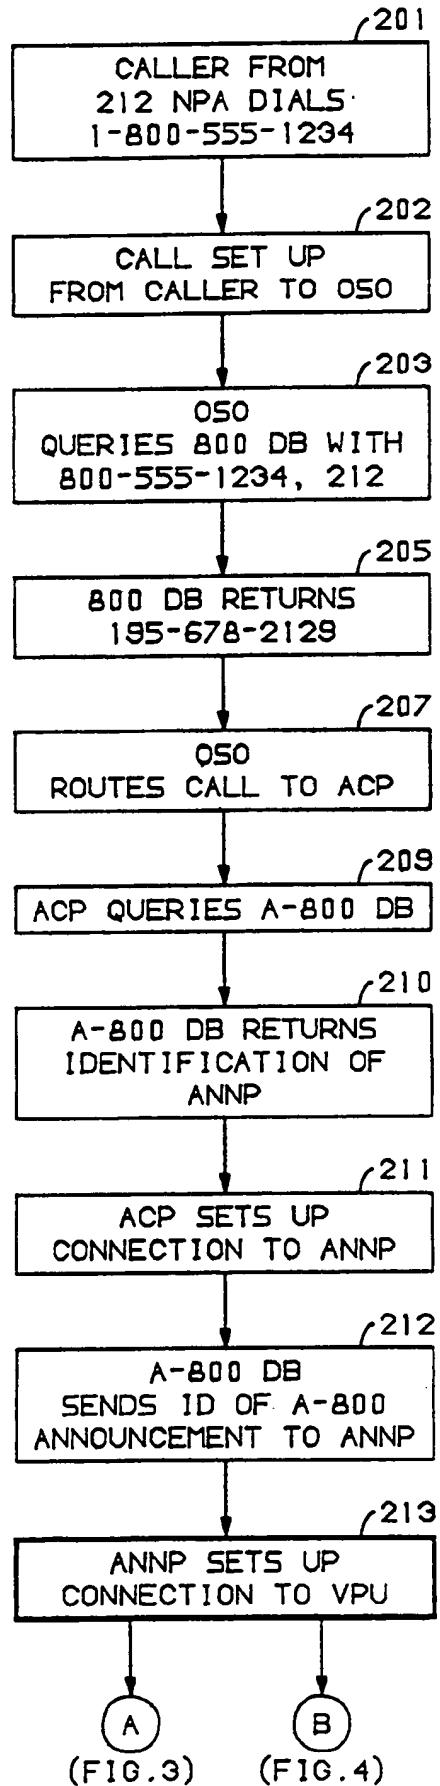 201
CALLER FROM
212 NPA DIALS
1-800-555-1234
202
CALL SET UP
FROM CALLER TO OSO
203
OSO
QUERIES 800 DB WITH
800-555-1234, 212
205
800 DB RETURNS
195-678-2129
207
OSO
ROUTES CALL TO ACP
209
ACP QUERIES A-800 DB
210
A-800 DB RETURNS
IDENTIFICATION OF
ANNP
211
ACP SETS UP
CONNECTION TO ANNP
212
A-800 DB
SENDS ID OF A-800
ANNOUNCEMENT TO ANNP
213
ANNP SETS UP
CONNECTION TO VPU
A B
(FIG.3) (FIG.4)